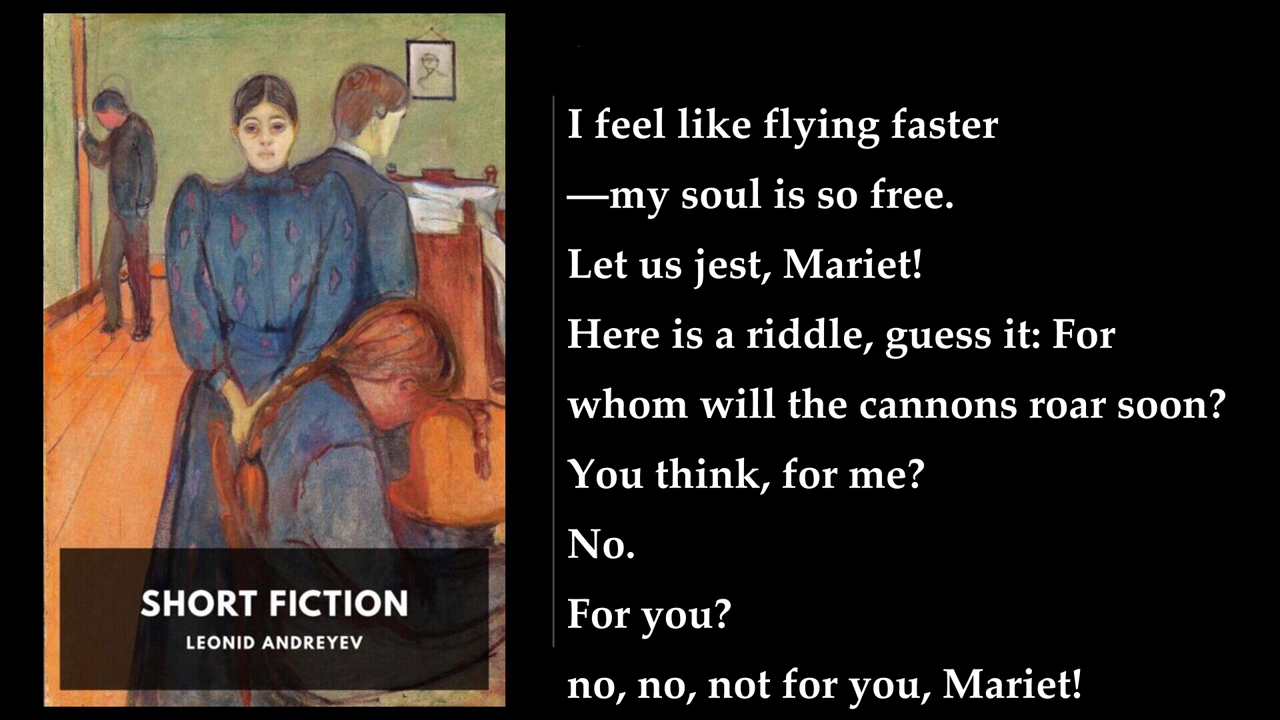 SHORT FICTION
LEONID ANDREYEV
I feel like flying faster
—my soul is so free.
Let us jest, Mariet!
Here is a riddle, guess it: For
whom will the cannons roar soon?
You think, for me?
No.
For you?
no, no, not for you, Mariet!